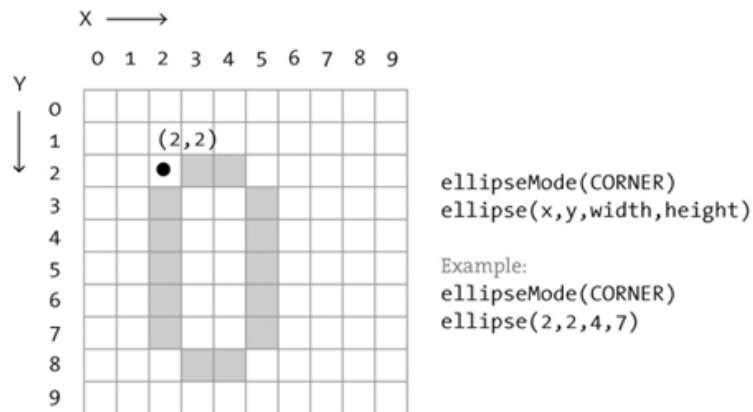 X
0 1 2 3 4 5 6 7 8 9
Y
0
1
(2,2)
2
3
4
5
6
7
8
9
ellipseMode(CORNER)
ellipse(x,y,width,height)
Example:
ellipseMode(CORNER)
ellipse(2,2,4,7)